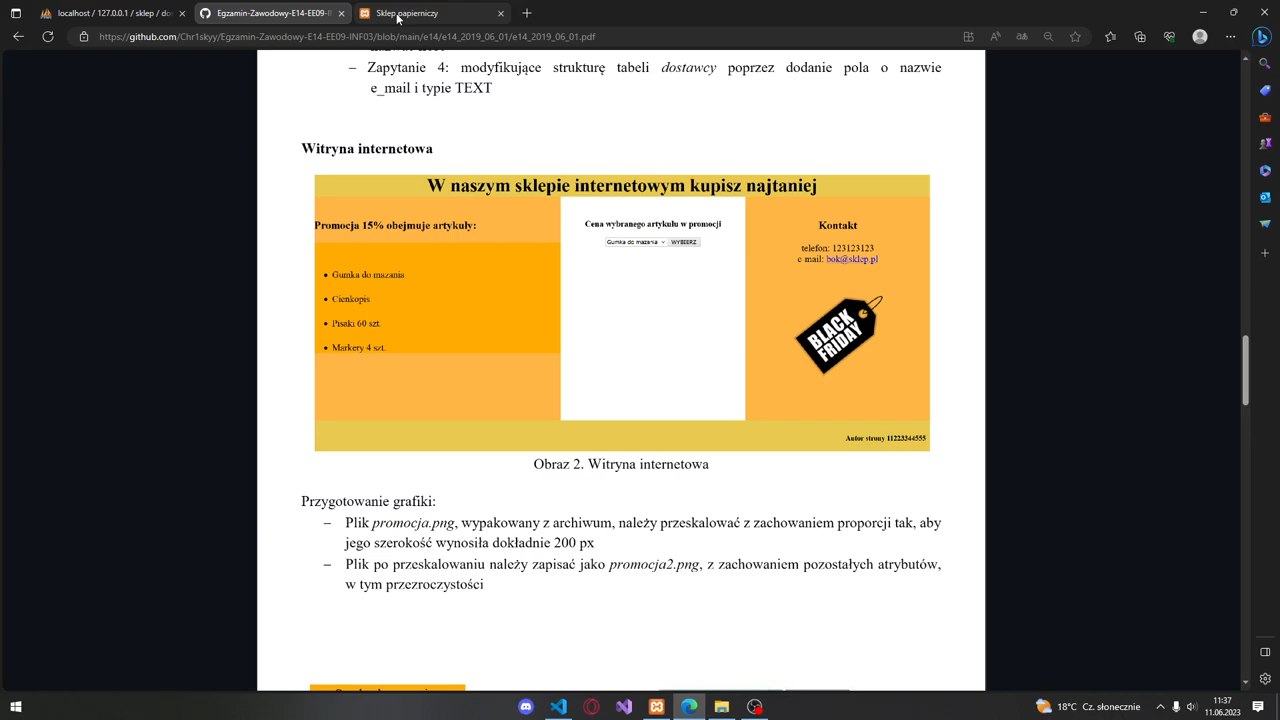 localhost / 127.0.0.1 / sklep / do
Egzamin-Zawodowy-E14-EE09-INF
Sklep papierniczy
https://github.com/Chr1skyy/Egzamin-Zawodowy-E14-EE09-INF03/blob/main/e14/e14_2019_06_01/e14_2019_06_01.pdf
– Zapytanie 4: modyfikujące strukturę tabeli dostawcy poprzez dodanie pola o nazwie
e_mail i typie TEXT
Witryna internetowa
W naszym sklepie internetowym kupisz najtaniej
Promocja 15% obejmuje artykuły:
Cena wybranego artykułu w promocji
Kontakt
Gumka do mazania WYBIERZ
telefon: 123123123
e-mail: bok@sklep.pl
• Gumka do mazania
• Cienkopis
• Pisaki 60 szt.
• Markery 4 szt.
BLACK
FRIDAY
Autor strony 11223344555
Obraz 2. Witryna internetowa
Przygotowanie grafiki:
– Plik promocja.png, wypakowany z archiwum, należy przeskalować z zachowaniem proporcji tak, aby
jego szerokość wynosiła dokładnie 200 px
– Plik po przeskalowaniu należy zapisać jako promocja2.png, z zachowaniem pozostałych atrybutów,
w tym przezroczystości
18°C Cz. słonecznie
11:37
11.06.2023